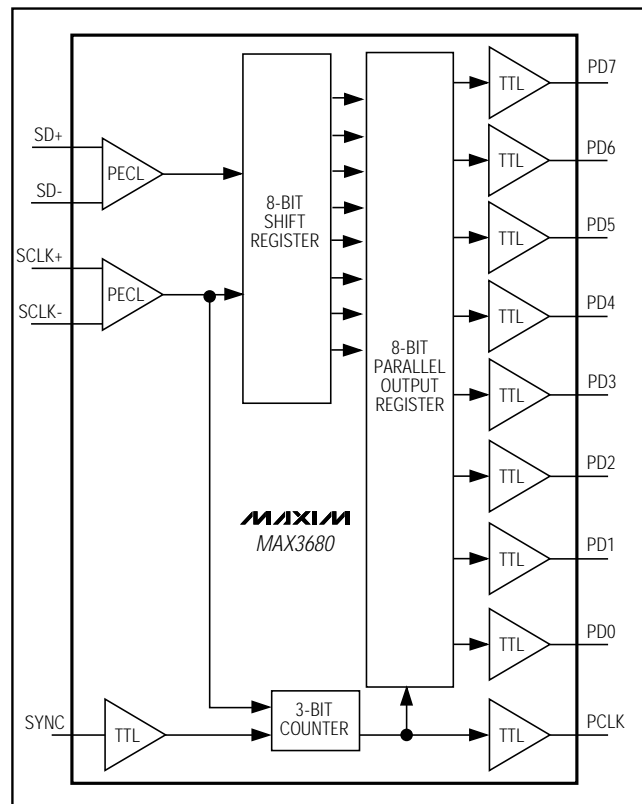 SD+
SD-
SCLK+
SCLK-
SYNC
PECL
PECL
TTL
8-BIT
SHIFT
REGISTER
MAXIM
MAX3680
3-BIT
COUNTER
8-BIT
PARALLEL
OUTPUT
REGISTER
TTL
PD7
TTL
PD6
TTL
PD5
TTL
PD4
TTL
PD3
TTL
PD2
TTL
PD1
TTL
PD0
TTL
PCLK